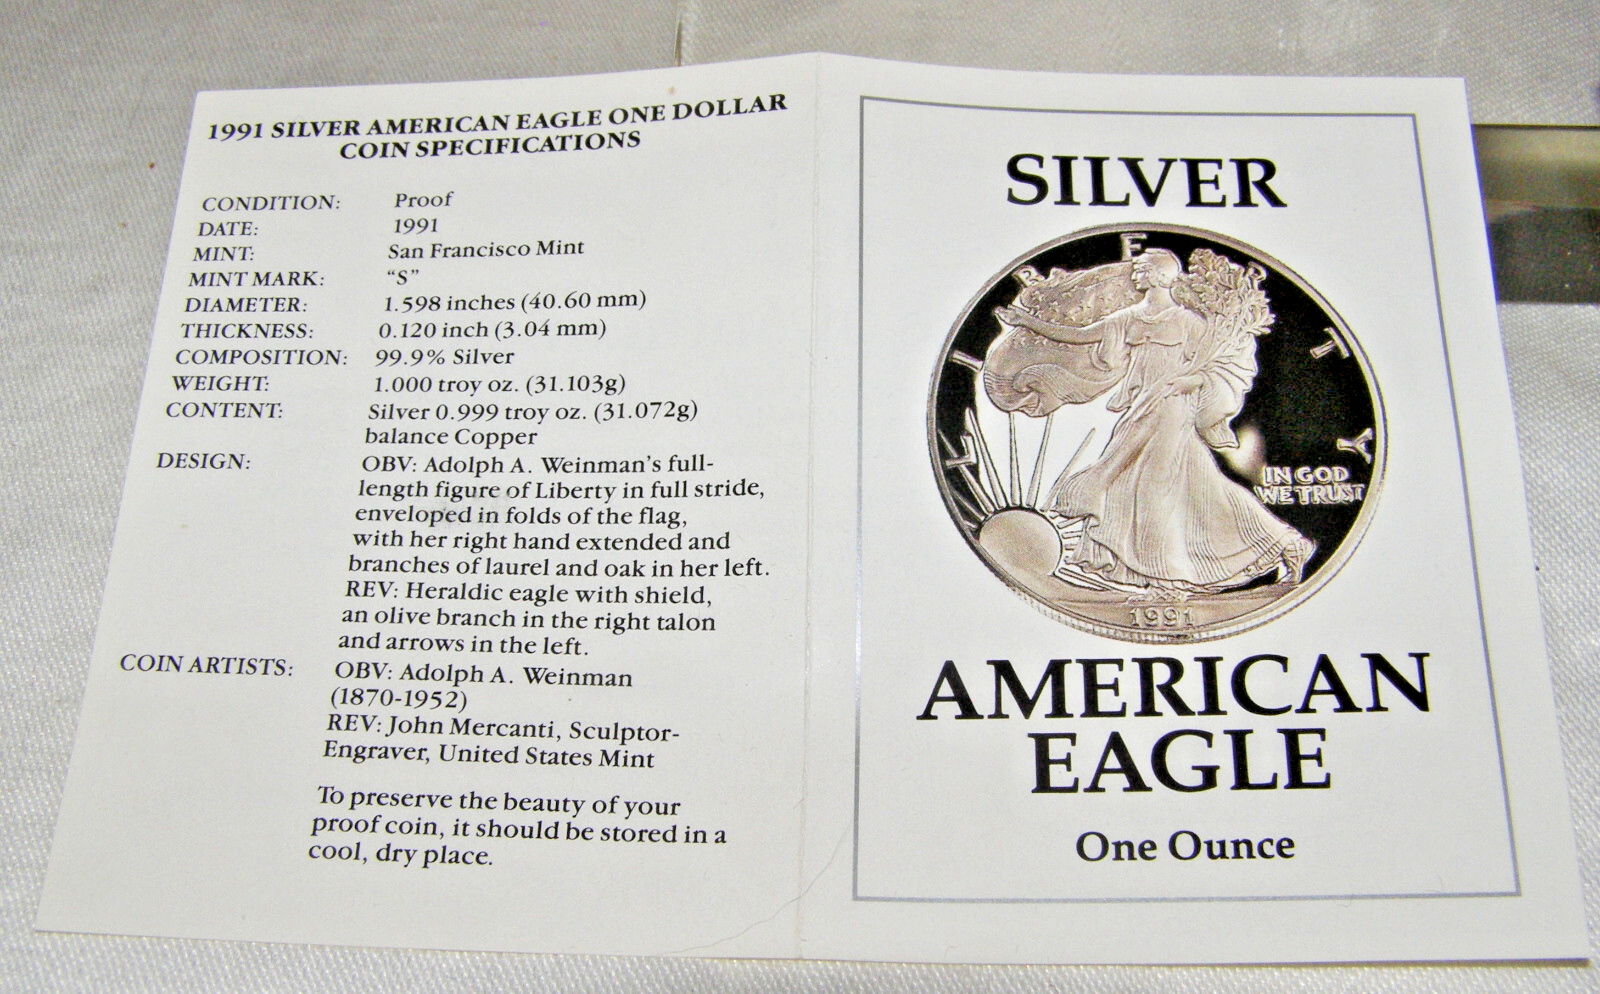 1991 SILVER AMERICAN EAGLE ONE DOLLAR
COIN SPECIFICATIONS
CONDITION: Proof
DATE: 1991
MINT: San Francisco Mint
MINT MARK: “S”
DIAMETER: 1.598 inches (40.60 mm)
THICKNESS: 0.120 inch (3.04 mm)
COMPOSITION: 99.9% Silver
WEIGHT: 1.000 troy oz. (31.103g)
CONTENT: Silver 0.999 troy oz. (31.072g)
balance Copper
DESIGN: OBV: Adolph A. Weinman’s full-
length figure of Liberty in full stride,
enveloped in folds of the flag,
with her right hand extended and
branches of laurel and oak in her left.
REV: Heraldic eagle with shield,
an olive branch in the right talon
and arrows in the left.
COIN ARTISTS: OBV: Adolph A. Weinman
(1870-1952)
REV: John Mercanti, Sculptor-
Engraver, United States Mint
To preserve the beauty of your
proof coin, it should be stored in a
cool, dry place.
SILVER
LIBERTY
IN GOD
WE TRUST
1991
AMERICAN
EAGLE
One Ounce